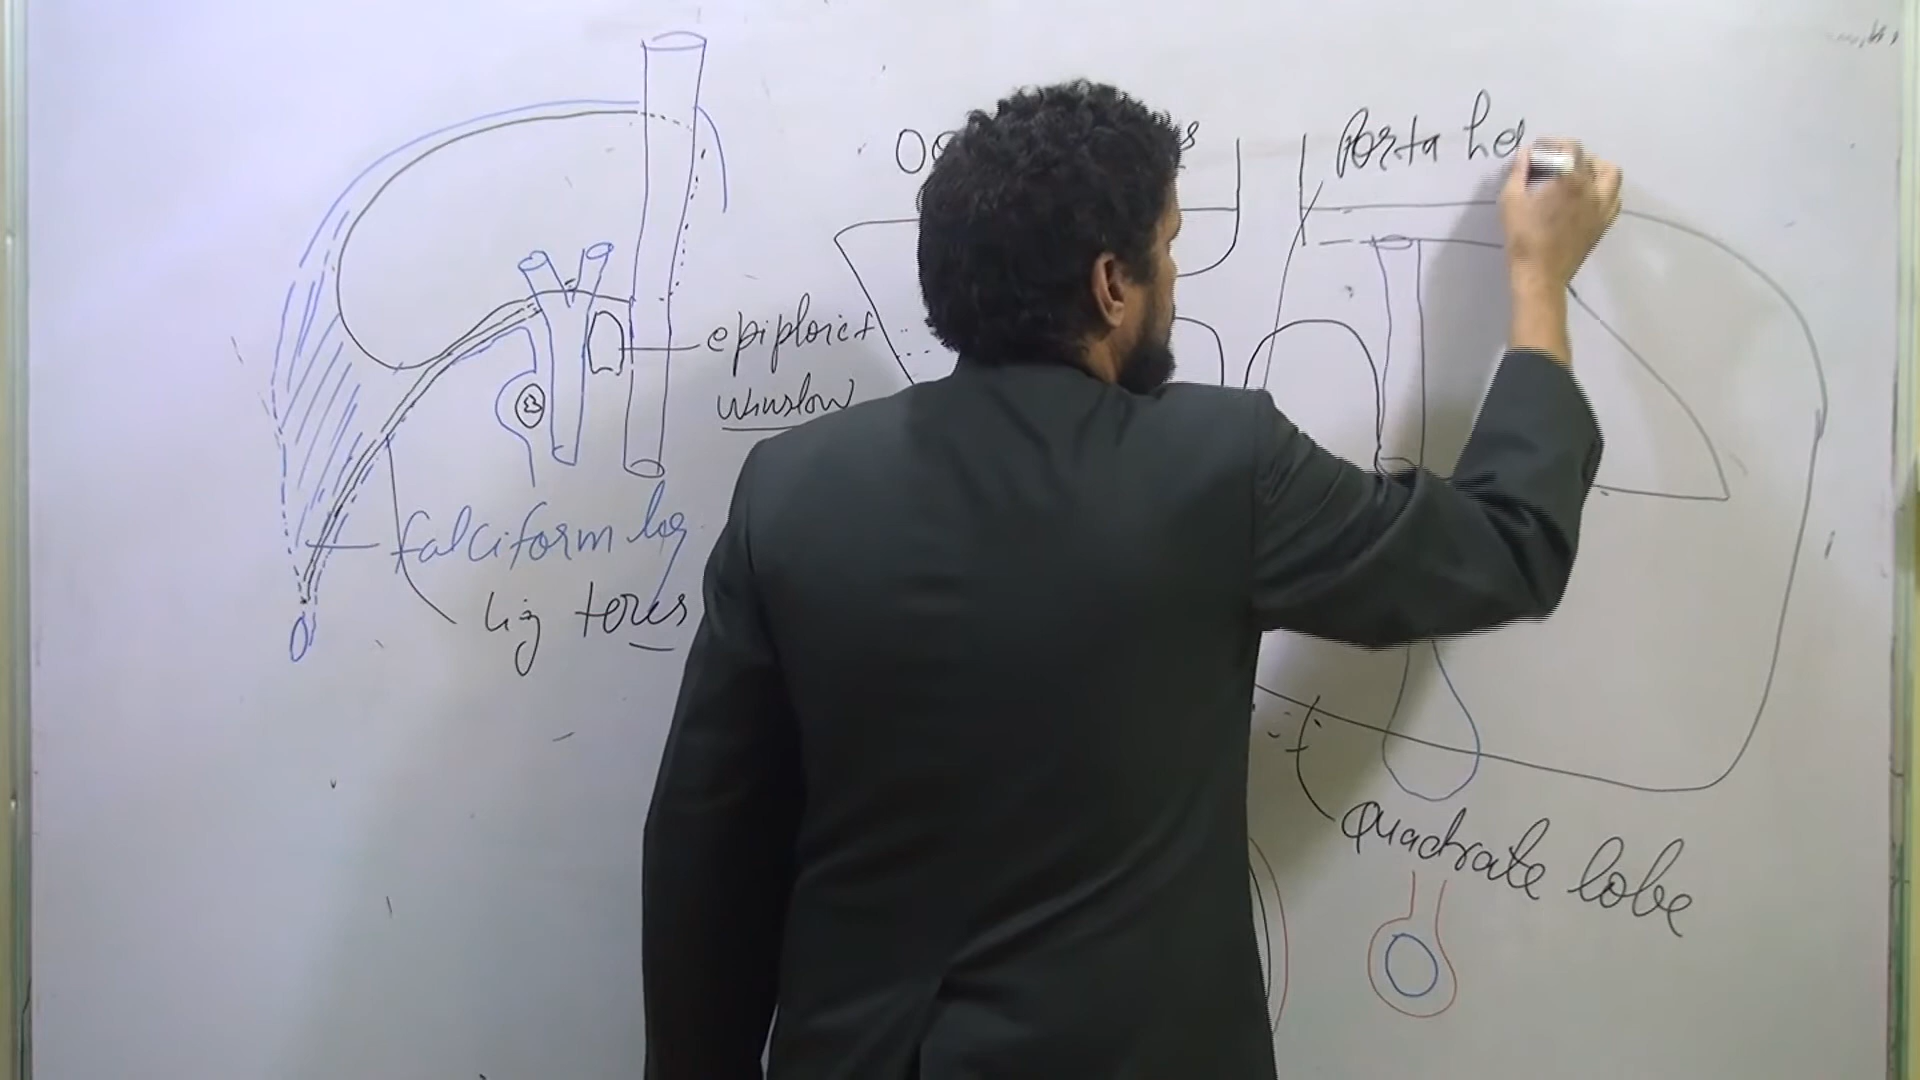 Porta he
epiploic f
winslow
falciform lig
Lig teres
quadrate lobe